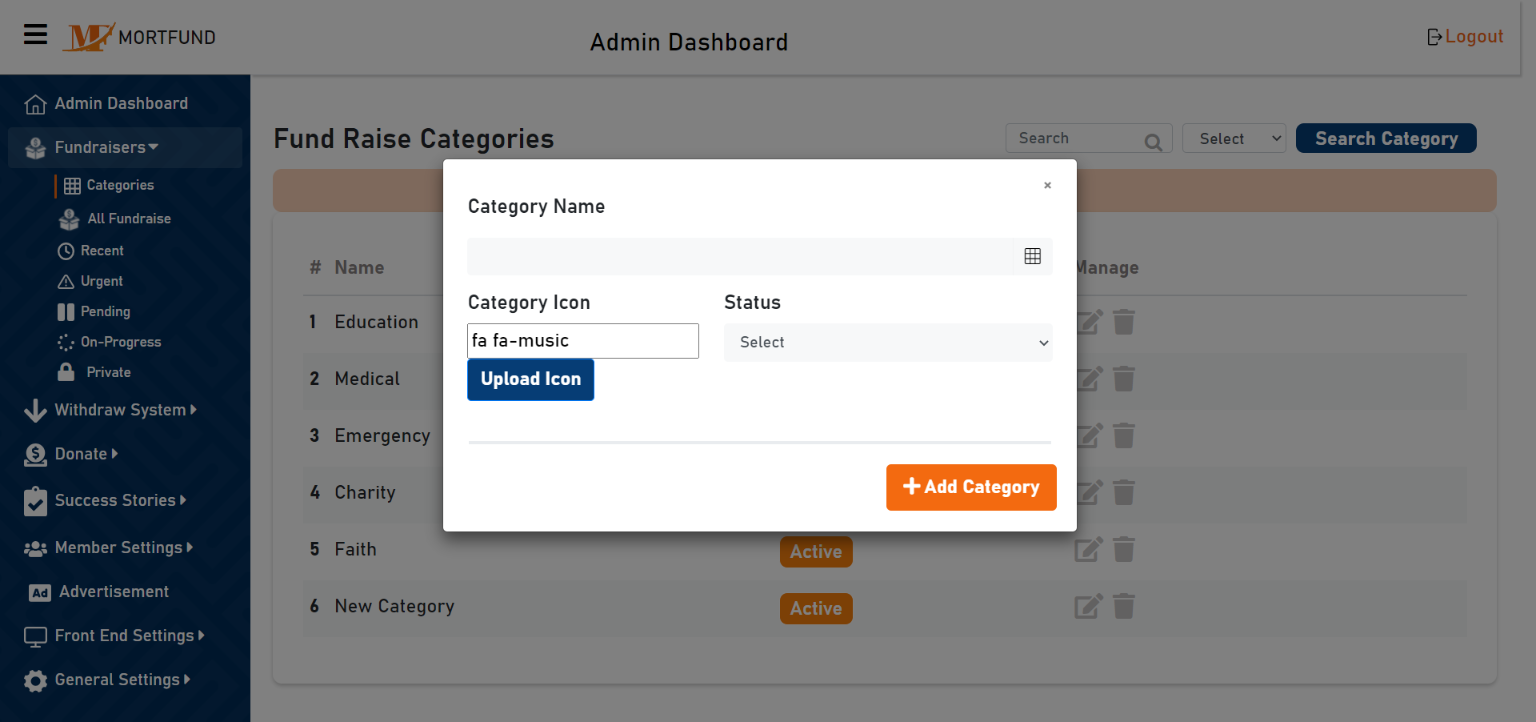 MORTFUND
Admin Dashboard
Logout
Admin Dashboard
Fundraisers
Categories
All Fundraise
Recent
Urgent
Pending
On-Progress
Private
Withdraw System
Donate
Success Stories
Member Settings
Ad Advertisement
Front End Settings
General Settings
Fund Raise Categories
Search
Select
Search Category
# Name
Manage
1 Education
2 Medical
3 Emergency
4 Charity
5 Faith Active
6 New Category Active
×
Category Name
Category Icon
Status
fa fa-music
Select
Upload Icon
+ Add Category